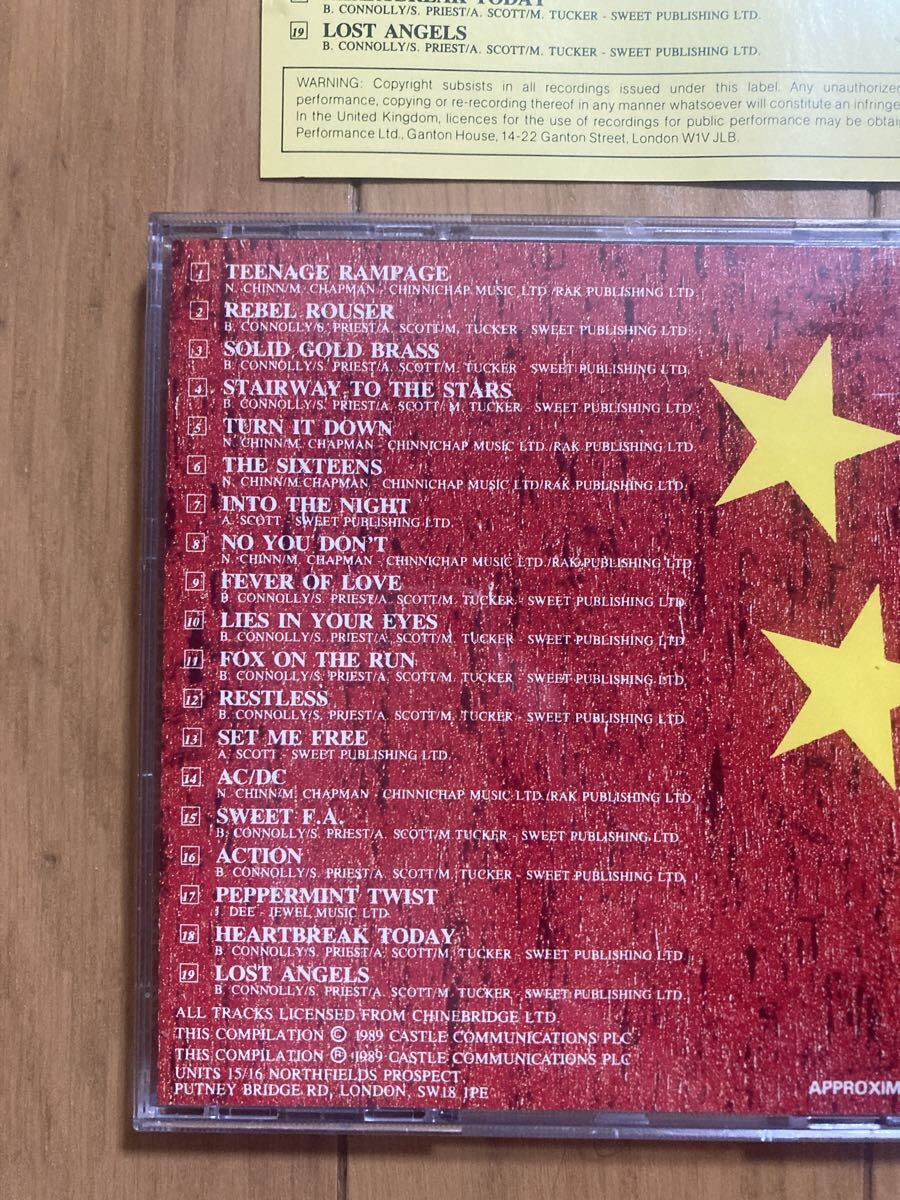 B. CONNOLLY/S. PRIEST/A. SCOTT/M. TUCKER - SWEET PUBLISHING LTD.
19 LOST ANGELS
B. CONNOLLY/S. PRIEST/A. SCOTT/M. TUCKER - SWEET PUBLISHING LTD.
WARNING: Copyright subsists in all recordings issued under this label. Any unauthorized
performance, copying or re-recording thereof in any manner whatsoever will constitute an infringe
In the United Kingdom, licences for the use of recordings for public performance may be obtain
Performance Ltd., Ganton House, 14-22 Ganton Street, London W1V JLB.
1 TEENAGE RAMPAGE
N. CHINN/M. CHAPMAN - CHINNICHAP MUSIC LTD /RAK PUBLISHING LTD.
2 REBEL ROUSER
B. CONNOLLY/S. PRIEST/A. SCOTT/M. TUCKER - SWEET PUBLISHING LTD
3 SOLID GOLD BRASS
B. CONNOLLY/S. PRIEST/A. SCOTT/M. TUCKER - SWEET PUBLISHING LTD.
4 STAIRWAY TO THE STARS
B. CONNOLLY/S. PRIEST/A. SCOTT/ M. TUCKER - SWEET PUBLISHING LTD
5 TURN IT DOWN
N. CHINN/M. CHAPMAN - CHINNICHAP MUSIC LTD /RAK PUBLISHING LTD.
6 THE SIXTEENS
N. CHINN/M.CHAPMAN - CHINNICHAP MUSIC LTD/RAK PUBLISHING LTD.
7 INTO THE NIGHT
A. SCOTT - SWEET PUBLISHING LTD.
8 NO YOU DON'T
N. CHINN/M. CHAPMAN - CHINNICHAP MUSIC LTD./RAK PUBLISHING LTD
9 FEVER OF LOVE
B. CONNOLLY/S. PRIEST/A. SCOTT/M. TUCKER - SWEET PUBLISHING LTD.
10 LIES IN YOUR EYES
B. CONNOLLY/S. PRIEST/A. SCOTT/M. TUCKER - SWEET PUBLISHING LTD.
11 FOX ON THE RUN
B. CONNOLLY/S. PRIEST/A. SCOTT/M. TUCKER - SWEET PUBLISHING LTD.
12 RESTLESS
B. CONNOLLY/S. PRIEST/A. SCOTT/M. TUCKER - SWEET PUBLISHING LTD
13 SET ME FREE
A. SCOTT - SWEET PUBLISHING LTD.
14 AC/DC
N. CHINN/M. CHAPMAN - CHINNICHAP MUSIC LTD./RAK PUBLISHING LTD.
15 SWEET F.A.
B. CONNOLLY/S. PRIEST/A. SCOTT/M.TUCKER - SWEET PUBLISHING LTD.
16 ACTION
B. CONNOLLY/S. PRIEST/A. SCOTT/M. TUCKER - SWEET PUBLISHING LTD.
17 PEPPERMINT TWIST
J. DEE - JEWEL MUSIC LTD.
18 HEARTBREAK TODAY
B. CONNOLLY/S. PRIEST/A. SCOTT/M. TUCKER - SWEET PUBLISHING LTD.
19 LOST ANGELS
B. CONNOLLY/S. PRIEST/A. SCOTT/M. TUCKER - SWEET PUBLISHING LTD.
ALL TRACKS LICENSED FROM CHINEBRIDGE LTD.
THIS COMPILATION © 1989 CASTLE COMMUNICATIONS PLC
THIS COMPILATION ® 1989 CASTLE COMMUNICATIONS PLC
UNITS 15/16 NORTHFIELDS PROSPECT,
PUTNEY BRIDGE RD, LONDON. SW18 1PE
APPROXIM